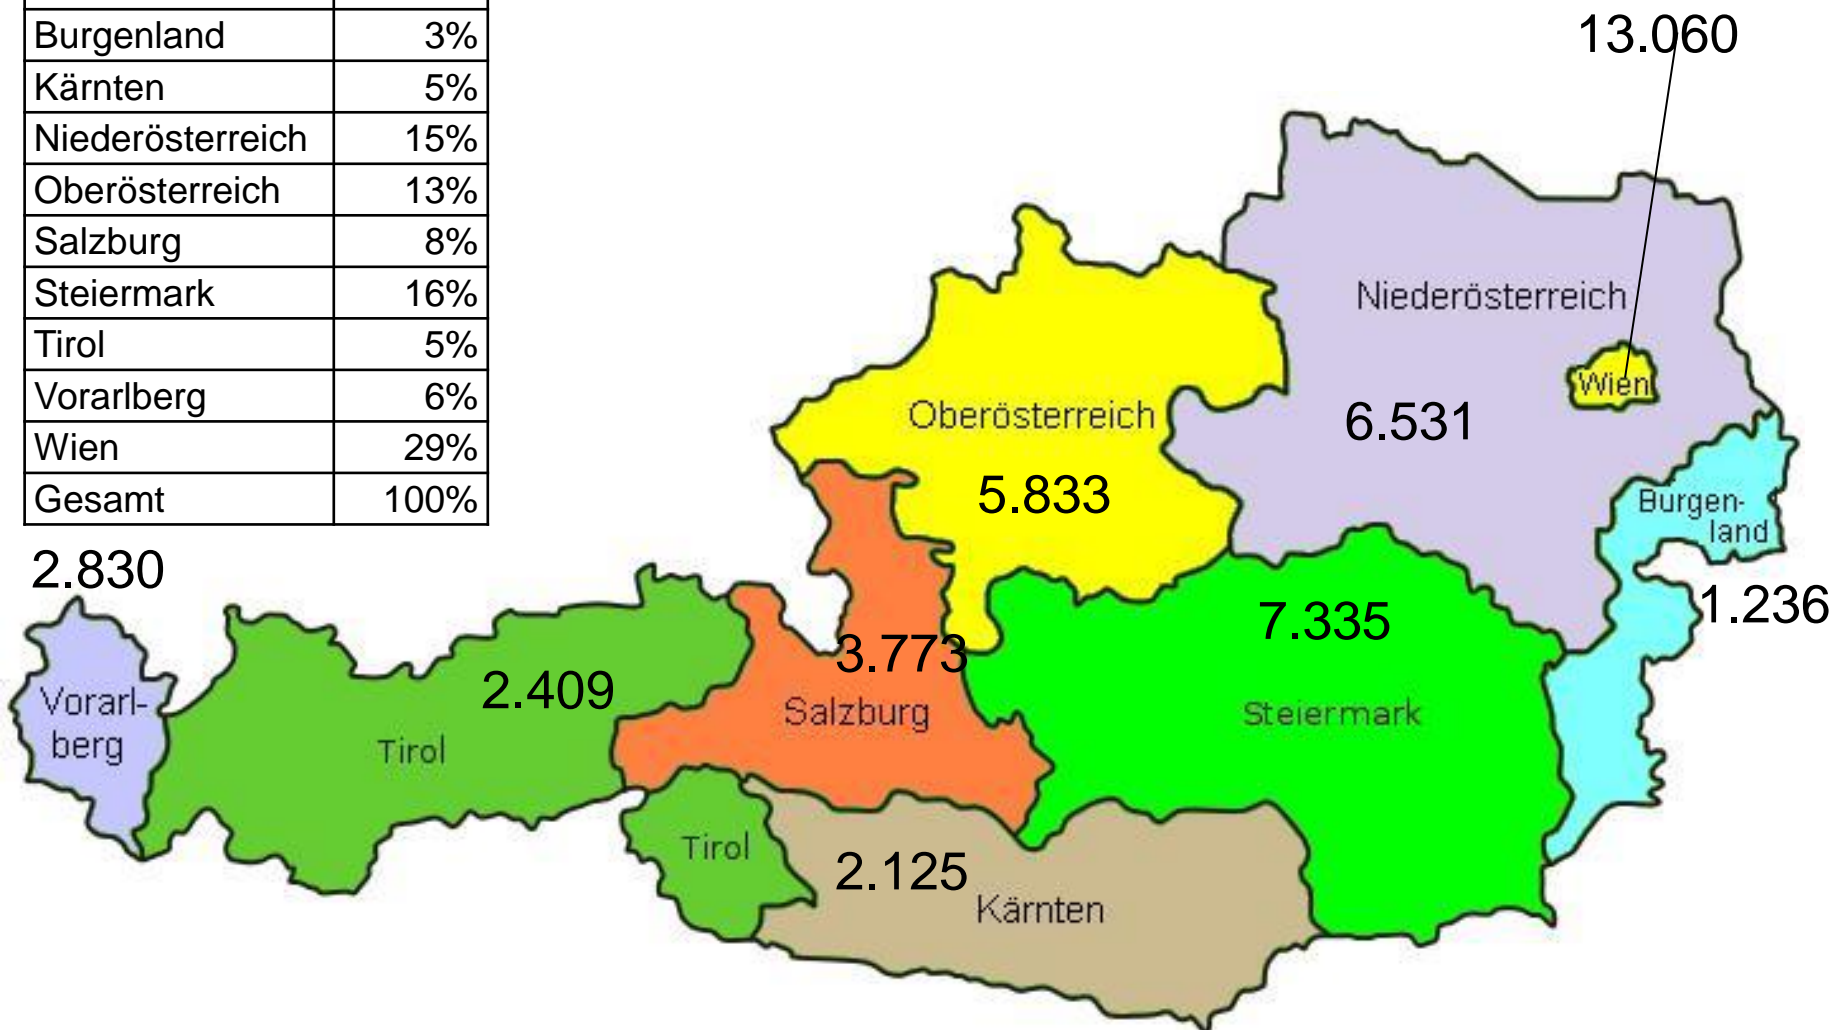 Burgenland 3%
Kärnten 5%
Niederösterreich 15%
Oberösterreich 13%
Salzburg 8%
Steiermark 16%
Tirol 5%
Vorarlberg 6%
Wien 29%
Gesamt 100%
13.060
Niederösterreich
Wien
6.531
Oberösterreich
5.833
Burgen-
land
1.236
2.830
Vorarl-
berg
2.409
Tirol
3.773
Salzburg
7.335
Steiermark
Tirol
2.125
Kärnten